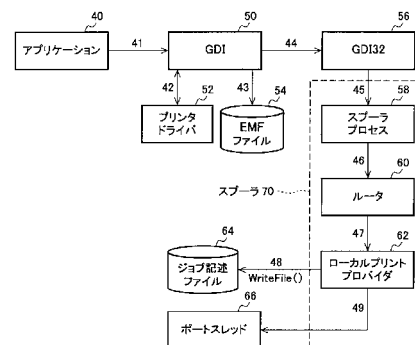 40
アプリケーション
41
50
GDI
44
56
GDI32
42
43
45
52
プリンタ
ドライバ
54
EMF
ファイル
58
スプーラ
プロセス
46
60
ルータ
スプーラ 70
47
64
ジョブ記述
ファイル
48
WriteFile()
62
ローカルプリント
プロバイダ
49
66
ポートスレッド